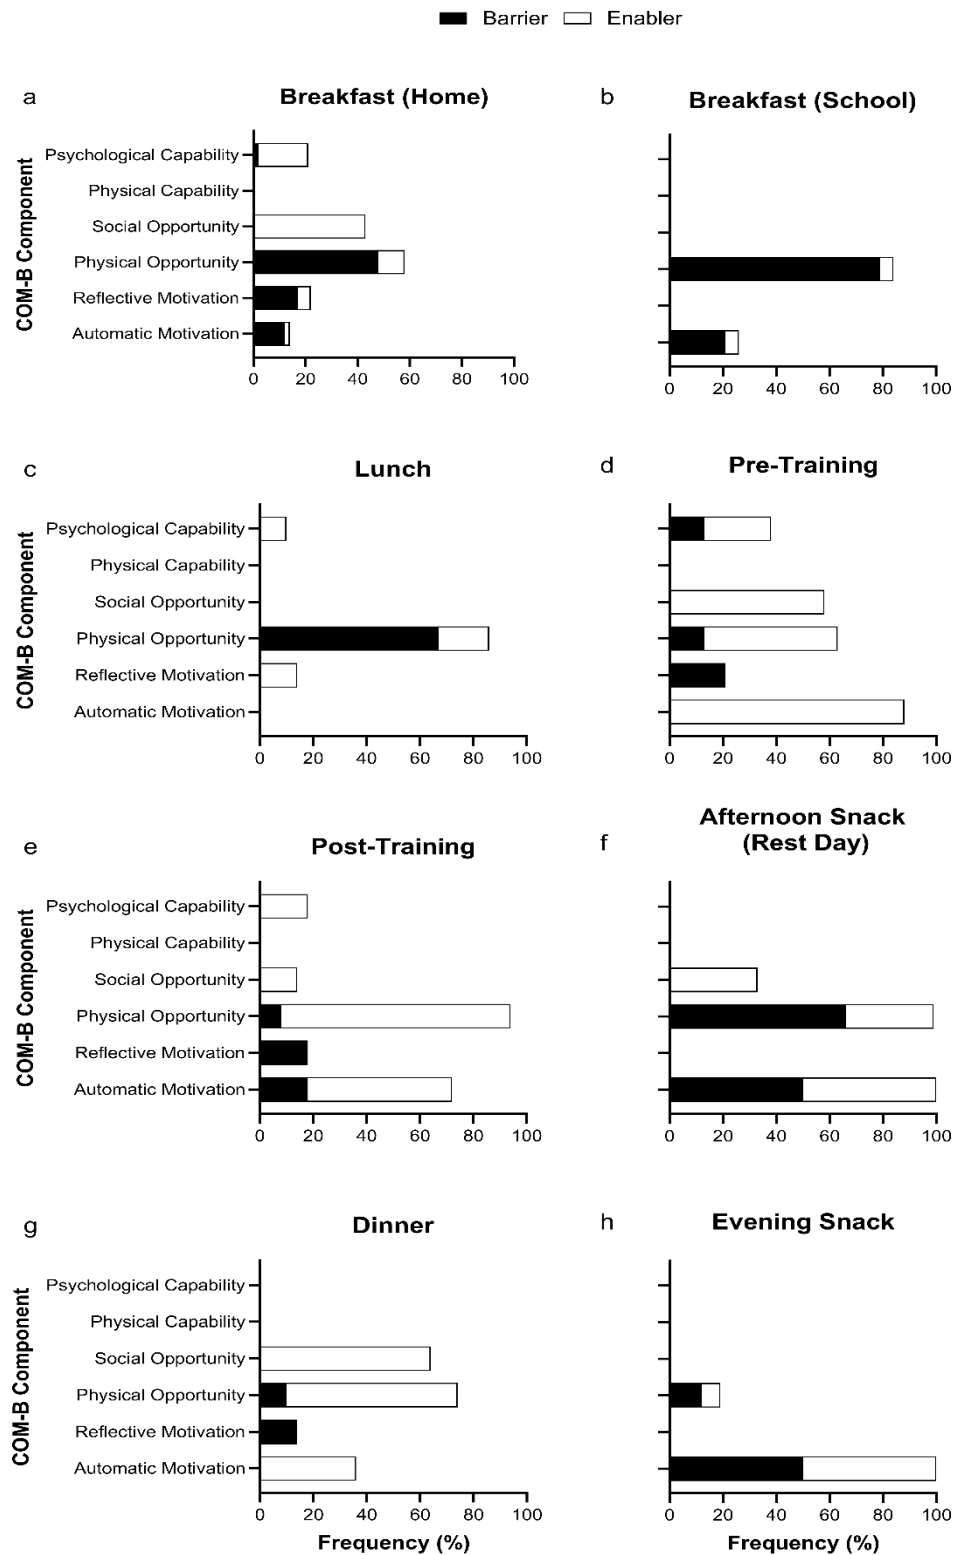 Barrier Enabler
a Breakfast (Home)
COM-B Component
Psychological Capability
Physical Capability
Social Opportunity
Physical Opportunity
Reflective Motivation
Automatic Motivation
0 20 40 60 80 100
b Breakfast (School)
0 20 40 60 80 100
c Lunch
COM-B Component
Psychological Capability
Physical Capability
Social Opportunity
Physical Opportunity
Reflective Motivation
Automatic Motivation
0 20 40 60 80 100
d Pre-Training
0 20 40 60 80 100
e Post-Training
COM-B Component
Psychological Capability
Physical Capability
Social Opportunity
Physical Opportunity
Reflective Motivation
Automatic Motivation
0 20 40 60 80 100
f Afternoon Snack
(Rest Day)
0 20 40 60 80 100
g Dinner
COM-B Component
Psychological Capability
Physical Capability
Social Opportunity
Physical Opportunity
Reflective Motivation
Automatic Motivation
0 20 40 60 80 100
Frequency (%)
h Evening Snack
0 20 40 60 80 100
Frequency (%)